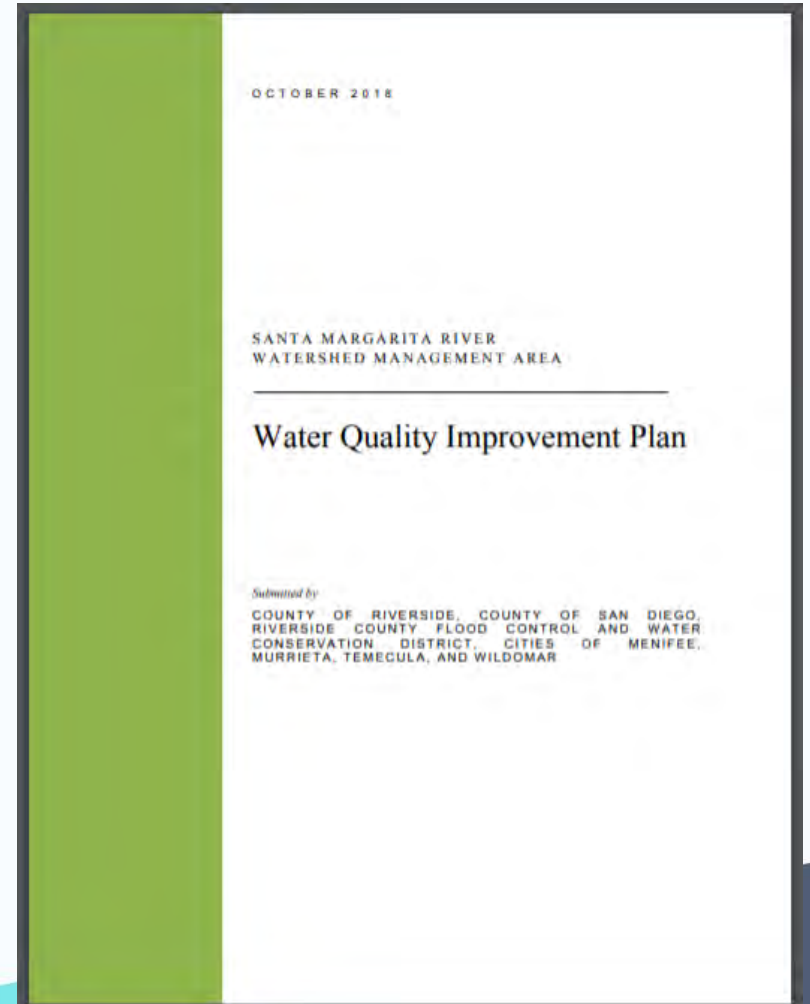 OCTOBER 2018
SANTA MARGARITA RIVER
WATERSHED MANAGEMENT AREA
Water Quality Improvement Plan
Submitted by
COUNTY OF RIVERSIDE, COUNTY OF SAN DIEGO,
RIVERSIDE COUNTY FLOOD CONTROL AND WATER
CONSERVATION DISTRICT, CITIES OF MENIFEE,
MURRIETA, TEMECULA, AND WILDOMAR